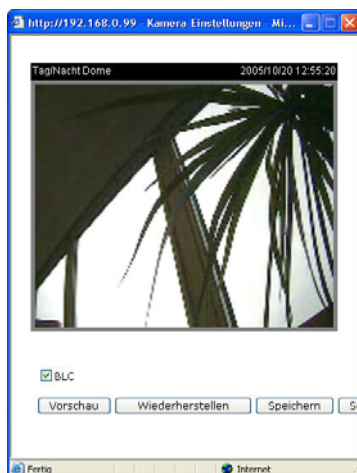 http://192.168.0.99 - Kamera-Einstellungen - Mi...
Tag/Nacht Dome 2005/10/20 12:55:20
BLC
Vorschau Wiederherstellen Speichern
Fertig Internet